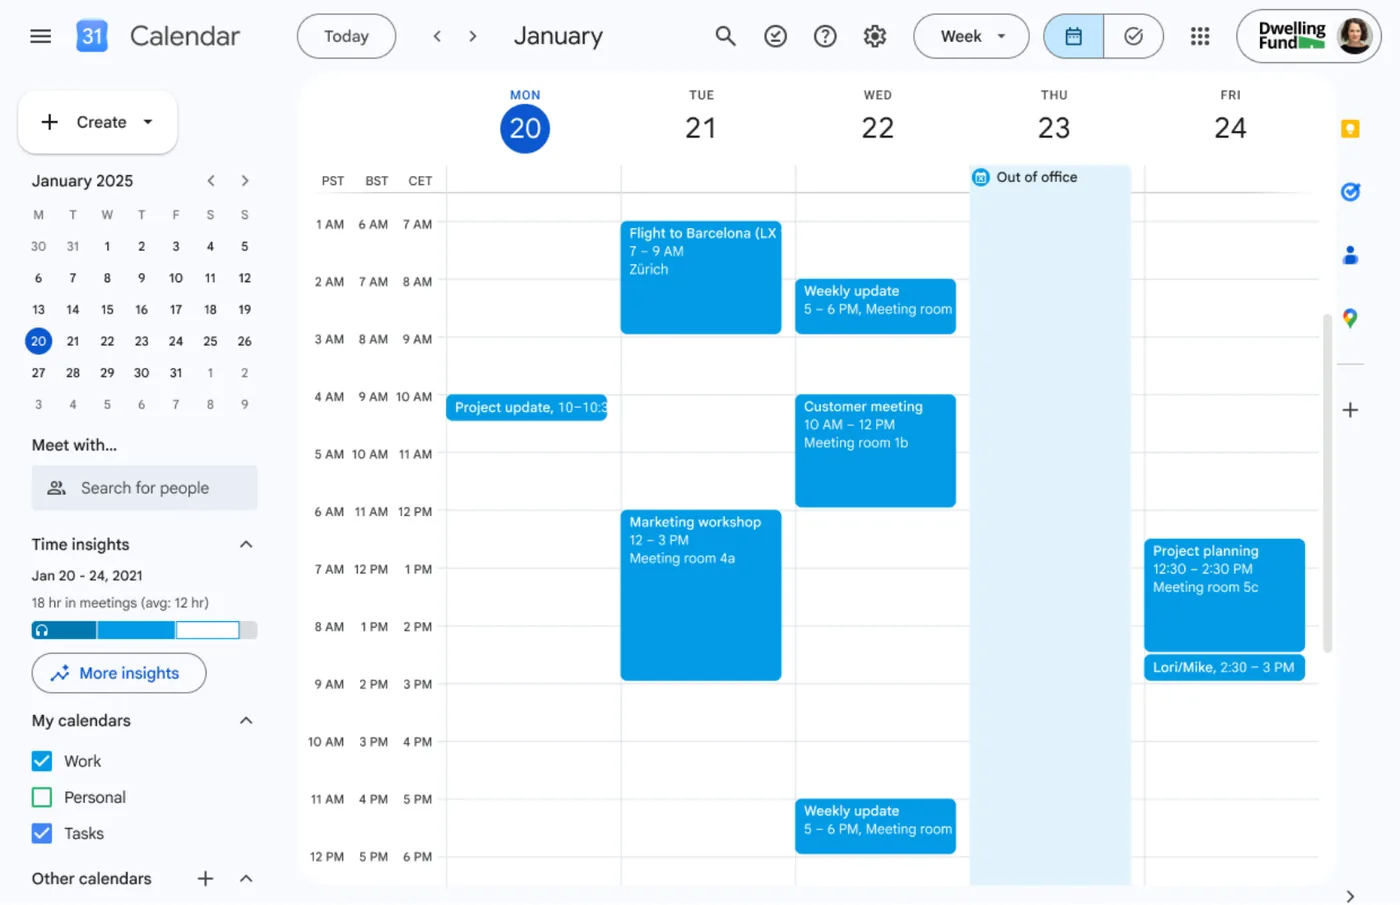 31 Calendar
Today
January
Week
Dwelling
Fund
Create
January 2025
M T W T F S S
30 31 1 2 3 4 5
6 7 8 9 10 11 12
13 14 15 16 17 18 19
20 21 22 23 24 25 26
27 28 29 30 31 1 2
3 4 5 6 7 8 9
Meet with...
Search for people
Time insights
Jan 20 - 24, 2021
18 hr in meetings (avg: 12 hr)
More insights
My calendars
Work
Personal
Tasks
Other calendars
MON TUE WED THU FRI
20 21 22 23 24
PST BST CET
Out of office
1 AM 6 AM 7 AM
2 AM 7 AM 8 AM
3 AM 8 AM 9 AM
4 AM 9 AM 10 AM
5 AM 10 AM 11 AM
6 AM 11 AM 12 PM
7 AM 12 PM 1 PM
8 AM 1 PM 2 PM
9 AM 2 PM 3 PM
10 AM 3 PM 4 PM
11 AM 4 PM 5 PM
12 PM 5 PM 6 PM
Project update, 10–10:3
Flight to Barcelona (LX
7 – 9 AM
Zürich
Marketing workshop
12 – 3 PM
Meeting room 4a
Weekly update
5 – 6 PM, Meeting room
Customer meeting
10 AM – 12 PM
Meeting room 1b
Weekly update
5 – 6 PM, Meeting room
Project planning
12:30 – 2:30 PM
Meeting room 5c
Lori/Mike, 2:30 – 3 PM